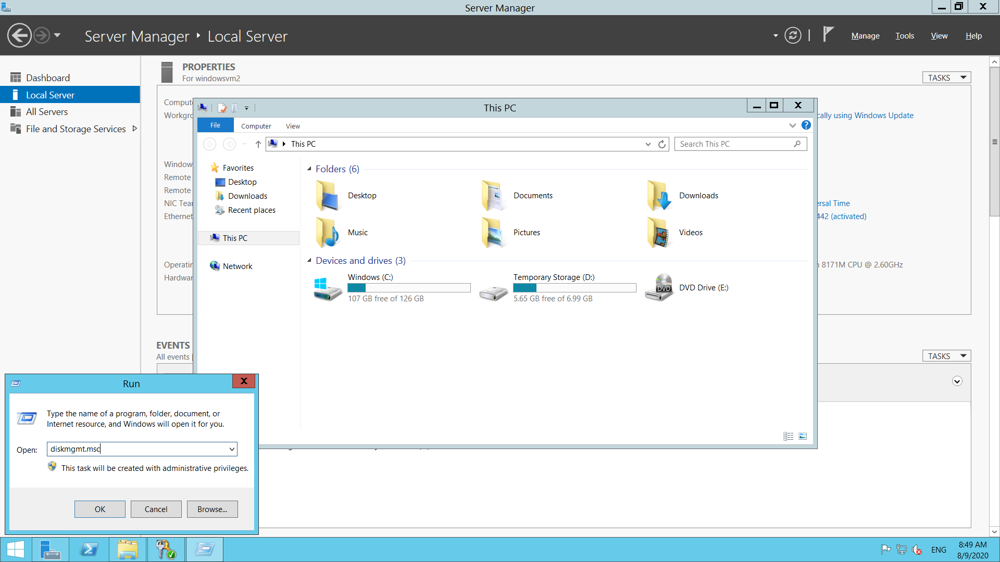 Server Manager
Server Manager ‣ Local Server
Manage Tools View Help
Dashboard
Local Server
All Servers
File and Storage Services
PROPERTIES
For windowsvm2
TASKS
Workgro
cally using Windows Update
Window
Remote
Remote
NIC Tean
ersal Time
Ethernet
442 (activated)
Operatin
n 8171M CPU @ 2.60GHz
Hardwar
EVENTS
All events
TASKS
This PC
File Computer View
This PC
Search This PC
Favorites
Desktop
Downloads
Recent places
This PC
Network
Folders (6)
Desktop Documents Downloads
Music Pictures Videos
Devices and drives (3)
Windows (C:)
107 GB free of 126 GB
Temporary Storage (D:)
5.65 GB free of 6.99 GB
DVD
DVD Drive (E:)
Run
Type the name of a program, folder, document, or
Internet resource, and Windows will open it for you.
Open: diskmgmt.msc
This task will be created with administrative privileges.
OK Cancel Browse...
ENG
8:49 AM
8/9/2020